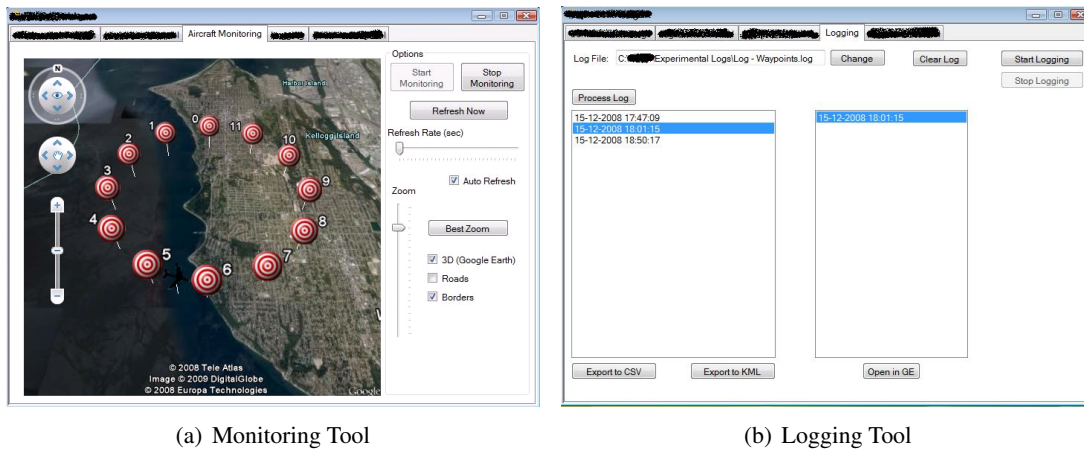 Aircraft Monitoring
N
Harbor Island
Kellogg Island
0
11
1
10
2
9
3
8
4
7
5
6
© 2008 Tele Atlas
Image © 2009 DigitalGlobe
© 2008 Europa Technologies
Google
Options
Start Monitoring
Stop Monitoring
Refresh Now
Refresh Rate (sec)
Auto Refresh
Zoom
Best Zoom
3D (Google Earth)
Roads
Borders
(a) Monitoring Tool
Logging
Log File: C:\ Experimental Logs\Log - Waypoints.log Change Clear Log Start Logging
Stop Logging
Process Log
15-12-2008 17:47:09
15-12-2008 18:01:15
15-12-2008 18:50:17
15-12-2008 18:01:15
Export to CSV Export to KML Open in GE
(b) Logging Tool